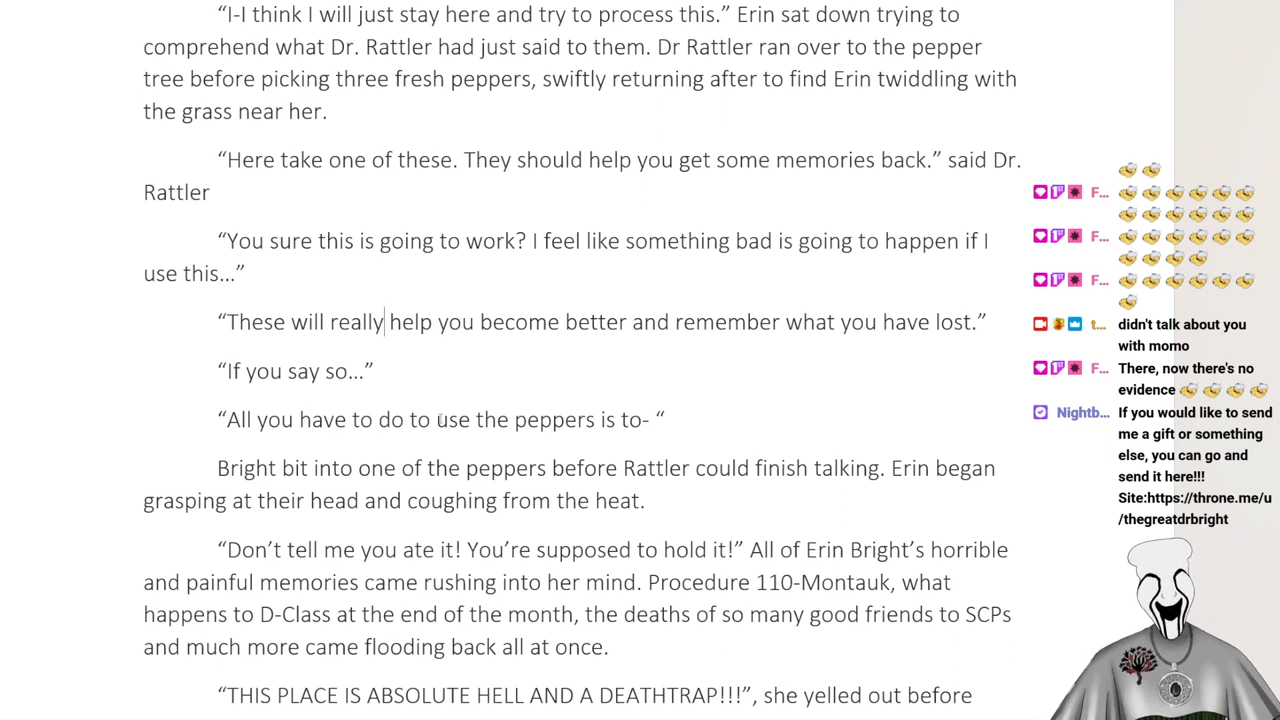 “I-I think I will just stay here and try to process this.” Erin sat down trying to
comprehend what Dr. Rattler had just said to them. Dr Rattler ran over to the pepper
tree before picking three fresh peppers, swiftly returning after to find Erin twiddling with
the grass near her.
“Here take one of these. They should help you get some memories back.” said Dr.
Rattler
“You sure this is going to work? I feel like something bad is going to happen if I
use this…”
“These will really help you become better and remember what you have lost.”
“If you say so…”
“All you have to do to use the peppers is to- “
Bright bit into one of the peppers before Rattler could finish talking. Erin began
grasping at their head and coughing from the heat.
“Don’t tell me you ate it! You’re supposed to hold it!” All of Erin Bright’s horrible
and painful memories came rushing into her mind. Procedure 110-Montauk, what
happens to D-Class at the end of the month, the deaths of so many good friends to SCPs
and much more came flooding back all at once.
“THIS PLACE IS ABSOLUTE HELL AND A DEATHTRAP!!!”, she yelled out before
F...
F...
F...
t... didn't talk about you
with momo
F... There, now there's no
evidence
Nightb... If you would like to send
me a gift or something
else, you can go and
send it here!!!
Site:https://throne.me/u
/thegreatdrbright